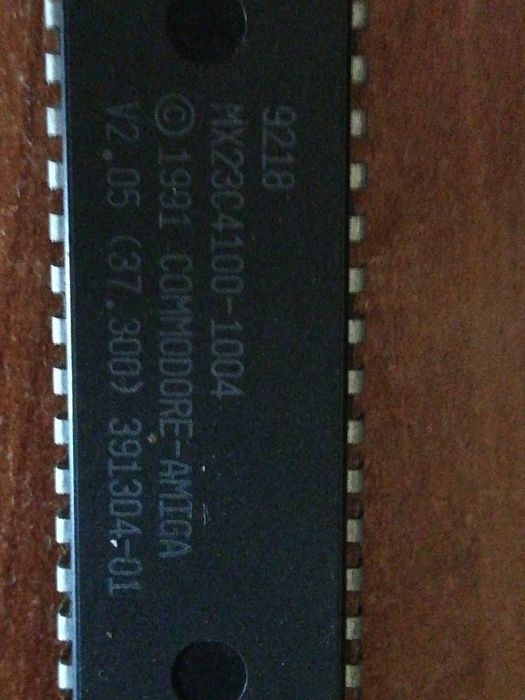 9218
MX23C4100-1004
©1991 COMMODORE-AMIGA
V2.05 (37.300) 391304-01